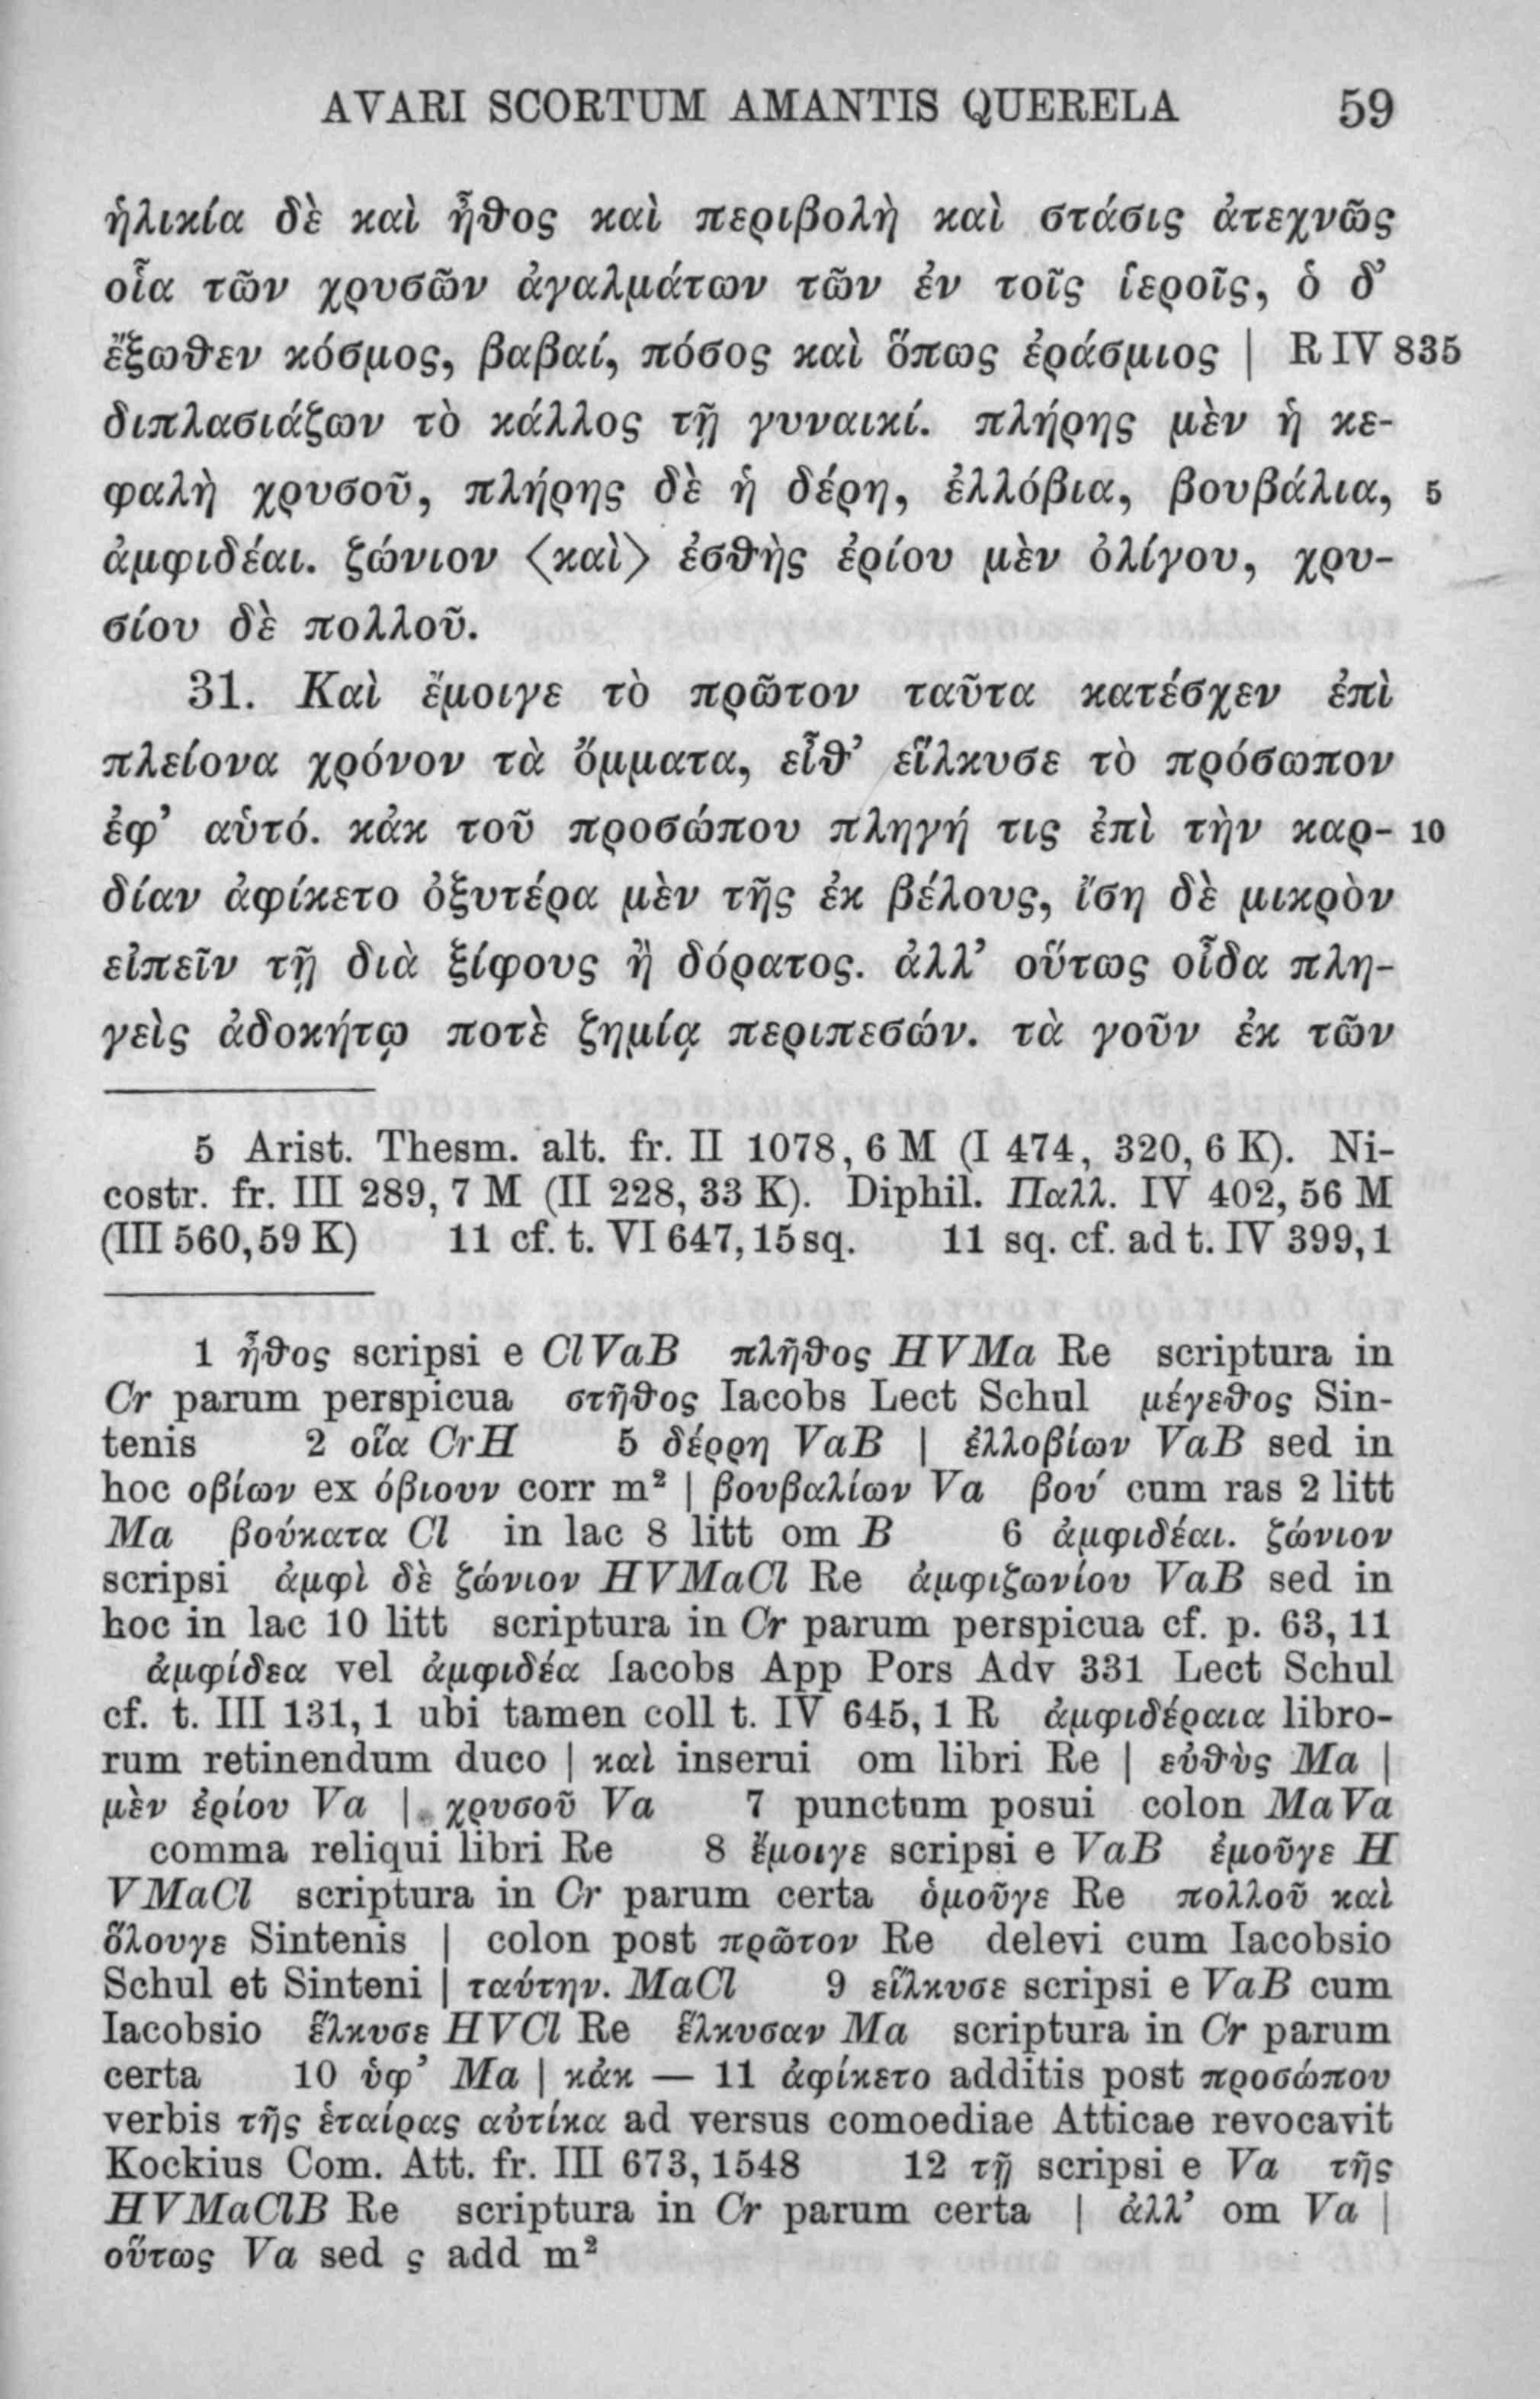 AVARI SCORTUM AMANTIS QUERELA 59
ἡλικία δὲ καὶ ἦθος καὶ περιβολὴ καὶ στάσις ἀτεχνῶς
οἷα τῶν χρυσῶν ἀγαλμάτων τῶν ἐν τοῖς ἱεροῖς, ὁ δ’
ἔξωθεν κόσμος, βαβαί, πόσος καὶ ὅπως ἐράσμιος | R IV 835
διπλασιάζων τὸ κάλλος τῇ γυναικί. πλήρης μὲν ἡ κε-
φαλὴ χρυσοῦ, πλήρης δὲ ἡ δέρη, ἐλλόβια, βουβάλια, 5
ἀμφιδέαι. ζώνιον ⟨καὶ⟩ ἐσθὴς ἐρίου μὲν ὀλίγου, χρυ-
σίου δὲ πολλοῦ.
31. Καὶ ἔμοιγε τὸ πρῶτον ταῦτα κατέσχεν ἐπὶ
πλείονα χρόνον τὰ ὄμματα, εἶθ’ εἵλκυσε τὸ πρόσωπον
ἐφ’ αὑτό. κἀκ τοῦ προσώπου πληγή τις ἐπὶ τὴν καρ- 10
δίαν ἀφίκετο ὀξυτέρα μὲν τῆς ἐκ βέλους, ἴση δὲ μικρὸν
εἰπεῖν τῇ διὰ ξίφους ἢ δόρατος. ἀλλ’ οὕτως οἶδα πλη-
γεὶς ἀδοκήτῳ ποτὲ ζημίᾳ περιπεσών. τὰ γοῦν ἐκ τῶν
5 Arist. Thesm. alt. fr. II 1078, 6 M (I 474, 320, 6 K). Ni-
costr. fr. III 289, 7 M (II 228, 33 K). Diphil. Παλλ. IV 402, 56 M
(III 560, 59 K) 11 cf. t. VI 647, 15 sq. 11 sq. cf. ad t. IV 399, 1
1 ἦθος scripsi e Cl VaB πλῆθος HVMa Re scriptura in
Cr parum perspicua στῆθος Iacobs Lect Schul μέγεθος Sin-
tenis 2 οἵα CrH 5 δέρρη VaB | ἐλλοβίων VaB sed in
hoc οβίων ex όβιουν corr m² | βουβαλίων Va βού cum ras 2 litt
Ma βούκατα Cl in lac 8 litt om B 6 ἀμφιδέαι. ζώνιον
scripsi ἀμφὶ δὲ ζώνιον HVMaCl Re ἀμφιζωνίου VaB sed in
hoc in lac 10 litt scriptura in Cr parum perspicua cf. p. 63, 11
ἀμφίδεα vel ἀμφιδέα Iacobs App Pors Adv 331 Lect Schul
cf. t. III 131, 1 ubi tamen coll t. IV 645, 1 R ἀμφιδέραια libro-
rum retinendum duco | καὶ inserui om libri Re | εὐθὺς Ma |
μὲν ἐρίου Va | χρυσοῦ Va 7 punctum posui colon MaVa
comma reliqui libri Re 8 ἔμοιγε scripsi e VaB ἐμοῦγε H
VMaCl scriptura in Cr parum certa ὁμοῦγε Re πολλοῦ καὶ
ὅλουγε Sintenis | colon post πρῶτον Re delevi cum Iacobsio
Schul et Sinteni | ταύτην. MaCl 9 εἵλκυσε scripsi e VaB cum
Iacobsio ἕλκυσε HVCl Re ἕλκυσαν Ma scriptura in Cr parum
certa 10 ὑφ’ Ma | κἀκ — 11 ἀφίκετο additis post προσώπου
verbis τῆς ἑταίρας αὐτίκα ad versus comoediae Atticae revocavit
Kockius Com. Att. fr. III 673, 1548 12 τῇ scripsi e Va τῆς
HVMaClB Re scriptura in Cr parum certa | ἀλλ’ om Va |
οὕτως Va sed ς add m²